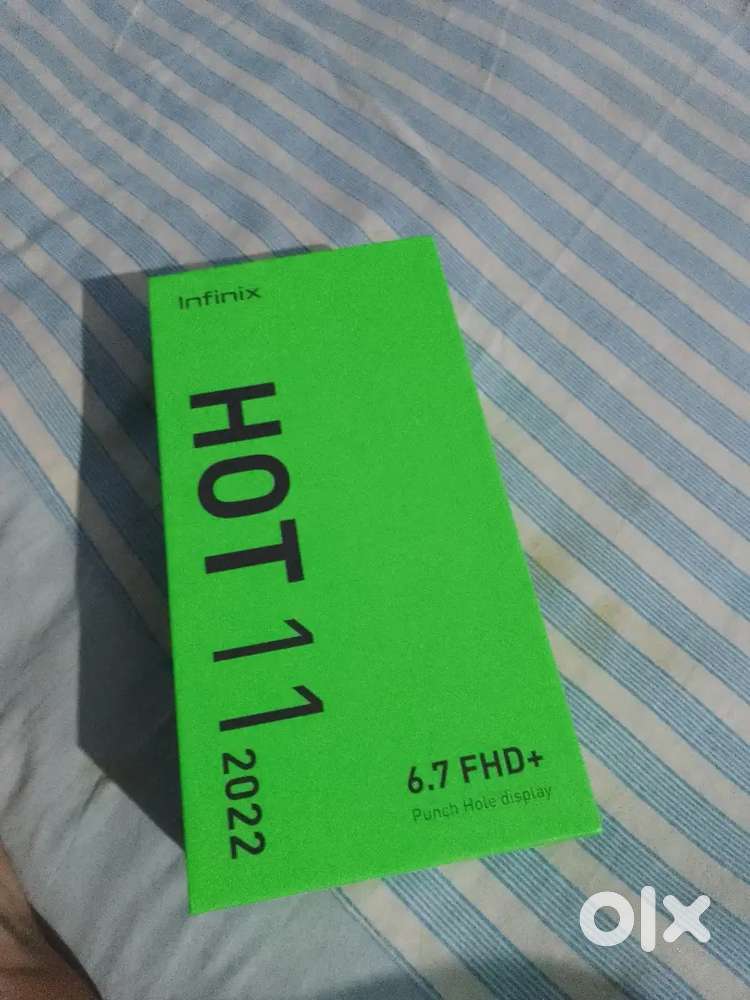 Infinix
HOT 11 2022
6.7 FHD+
Punch Hole display
olx